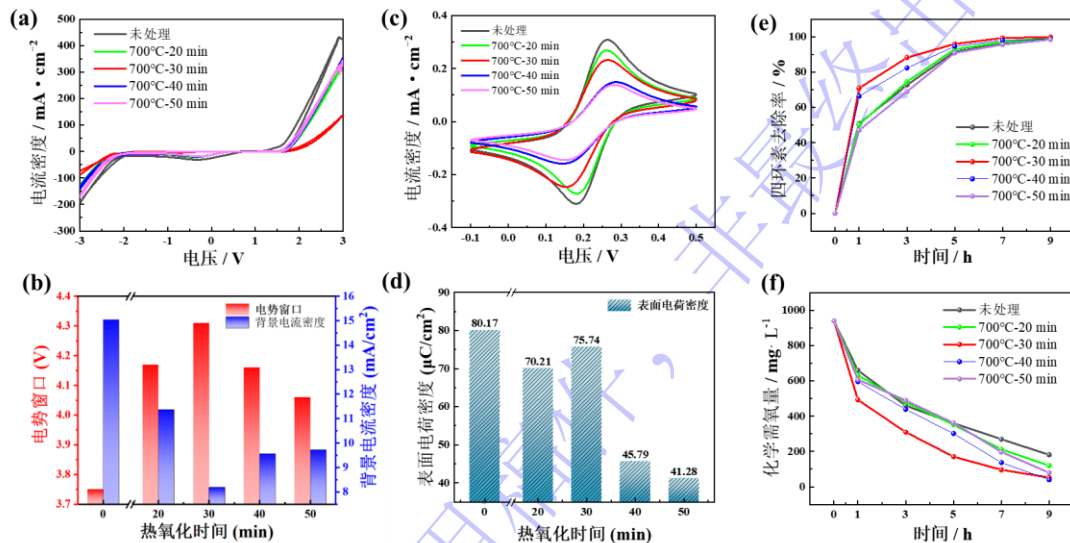 (a)
电流密度 / mA·cm⁻²
500
400
300
200
100
0
-100
-200
300
未处理
700°C-20 min
700°C-30 min
700°C-40 min
700°C-50 min
-3
-2
-1
0
1
2
3
电压 / V
(c)
电流密度 / mA·cm⁻²
0.4
0.2
0.0
-0.2
0.4
未处理
700°C-20 min
700°C-30 min
700°C-40 min
700°C-50 min
-0.1
0.0
0.1
0.2
0.3
0.4
0.5
电压 / V
(e)
四环素去除率 / %
100
80
60
40
20
0
未处理
700°C-20 min
700°C-30 min
700°C-40 min
700°C-50 min
0
1
3
5
7
9
时间 / h
(b)
电势窗口 (V)
4.4
4.3
4.2
4.1
4.0
3.9
3.8
3.7
电势窗口
背景电流密度
16
15
14
13
12
11
10
9
8
背景电流密度 (mA/cm²)
0
20
30
40
50
热氧化时间 (min)
(d)
表面电荷密度 (μC/cm²)
90
80
70
60
50
40
表面电荷密度
80.17
70.21
75.74
45.79
41.28
0
20
30
40
50
热氧化时间 (min)
(f)
化学需氧量 / mg·L⁻¹
1000
800
600
400
200
0
未处理
700°C-20 min
700°C-30 min
700°C-40 min
700°C-50 min
0
1
3
5
7
9
时间 / h
非最终出
稿件，